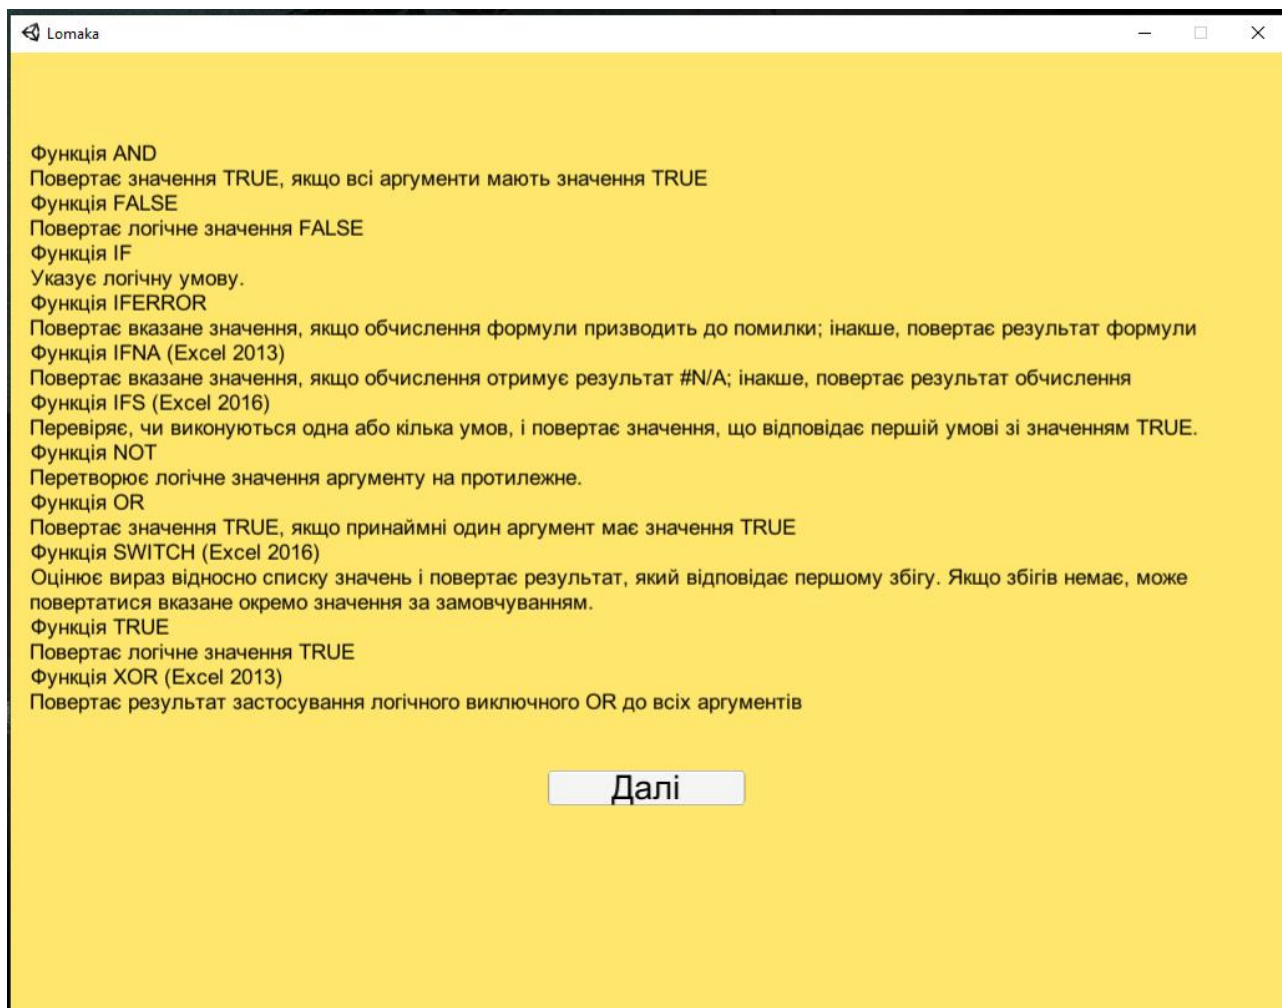 Lomaka
Функція AND
Повертає значення TRUE, якщо всі аргументи мають значення TRUE
Функція FALSE
Повертає логічне значення FALSE
Функція IF
Указує логічну умову.
Функція IFERROR
Повертає вказане значення, якщо обчислення формули призводить до помилки; інакше, повертає результат формули
Функція IFNA (Excel 2013)
Повертає вказане значення, якщо обчислення отримує результат #N/A; інакше, повертає результат обчислення
Функція IFS (Excel 2016)
Перевіряє, чи виконуються одна або кілька умов, і повертає значення, що відповідає першій умові зі значенням TRUE.
Функція NOT
Перетворює логічне значення аргументу на протилежне.
Функція OR
Повертає значення TRUE, якщо принаймні один аргумент має значення TRUE
Функція SWITCH (Excel 2016)
Оцінює вираз відносно списку значень і повертає результат, який відповідає першому збігу. Якщо збігів немає, може
повертатися вказане окремо значення за замовчуванням.
Функція TRUE
Повертає логічне значення TRUE
Функція XOR (Excel 2013)
Повертає результат застосування логічного виключного OR до всіх аргументів
Далі